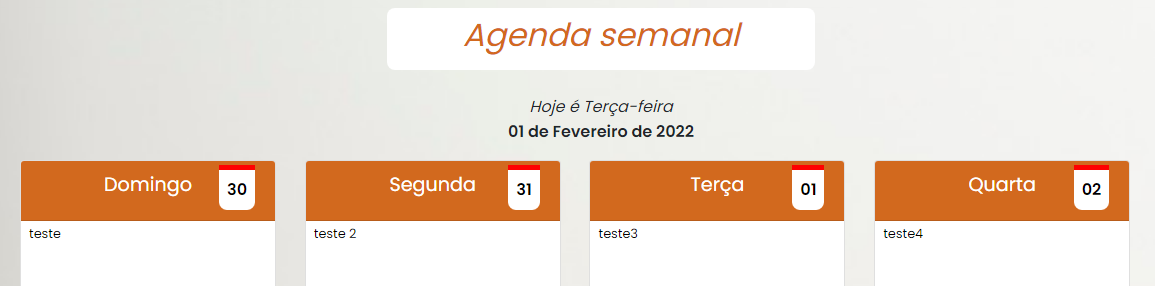 Agenda semanal
Hoje é Terça-feira
01 de Fevereiro de 2022
Domingo 30
Segunda 31
Terça 01
Quarta 02
teste
teste 2
teste3
teste4